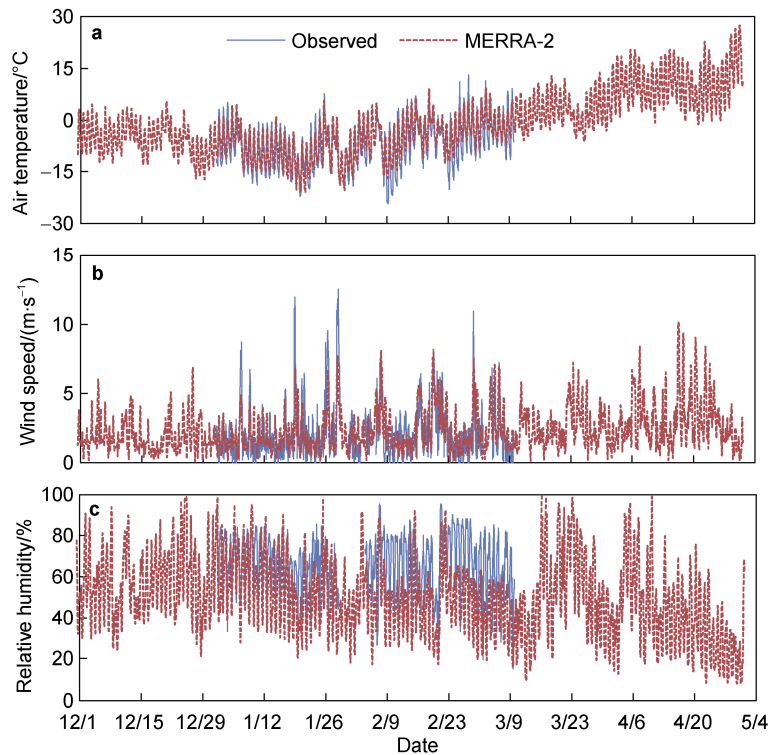 a
Observed
MERRA-2
30
15
0
−15
−30
Air temperature/°C
b
15
10
5
0
Wind speed/(m·s⁻¹)
c
100
80
60
40
20
0
Relative humidity/%
12/1 12/15 12/29 1/12 1/26 2/9 2/23 3/9 3/23 4/6 4/20 5/4
Date